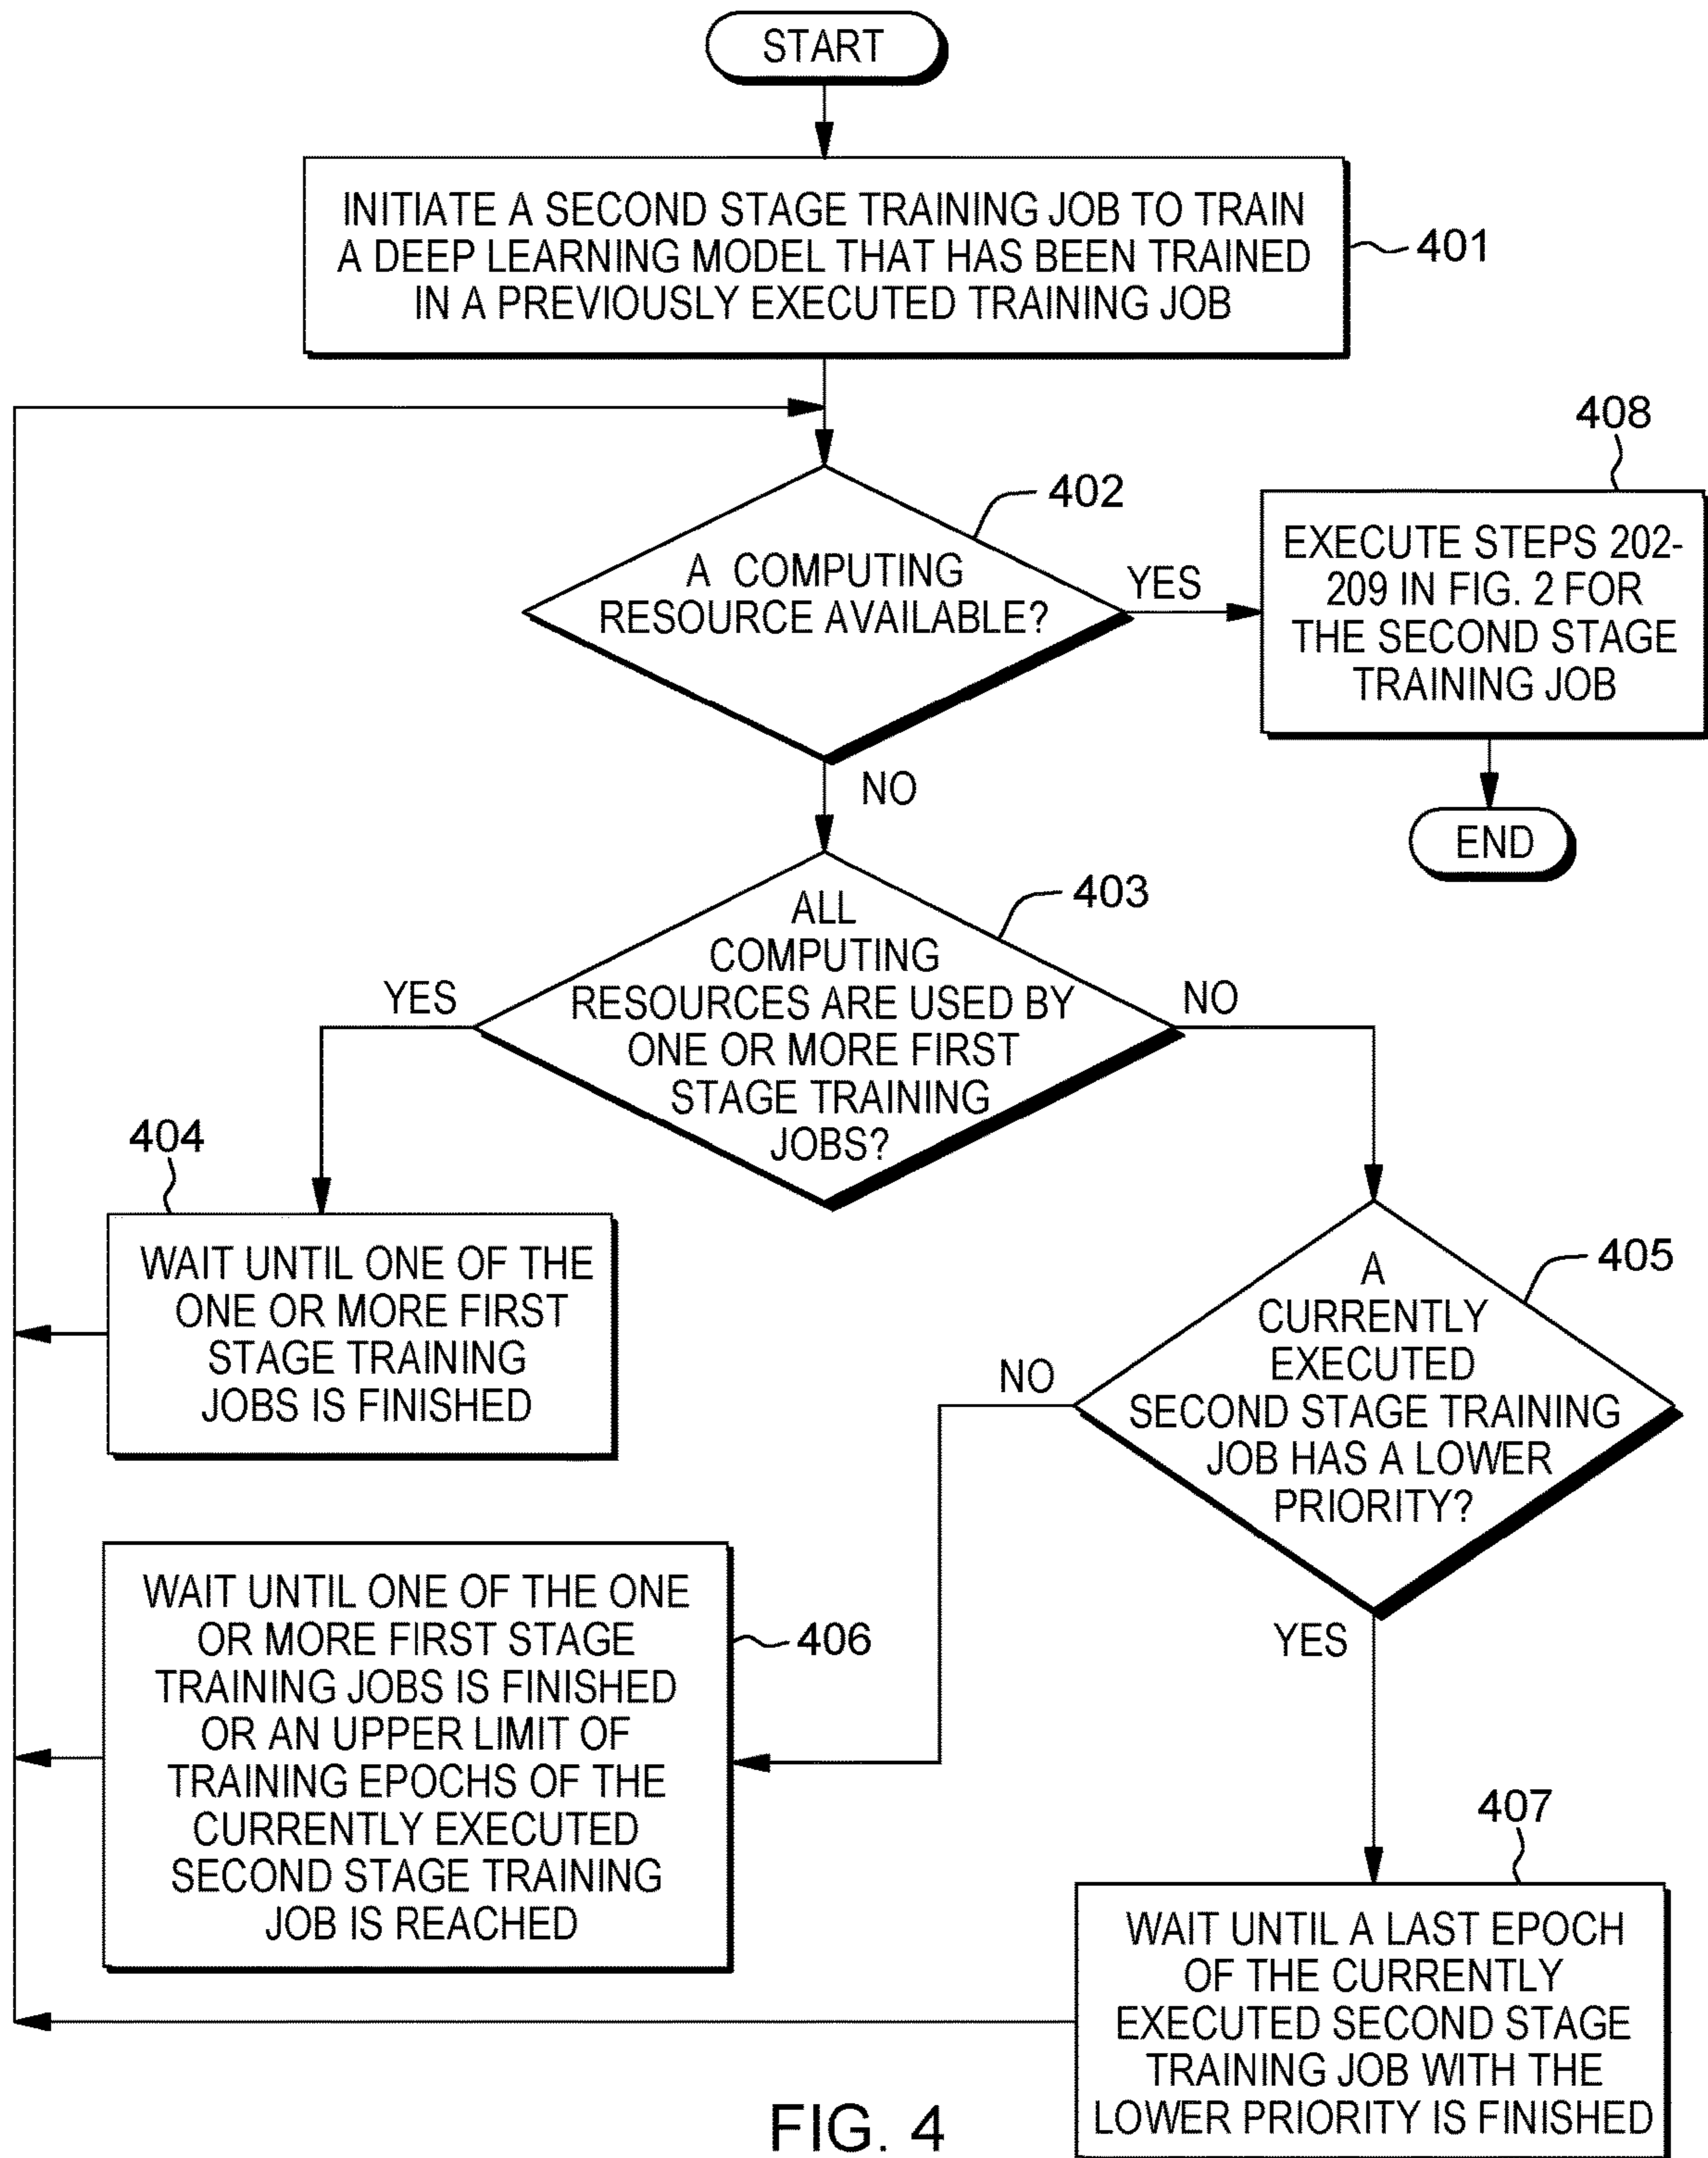 START
INITIATE A SECOND STAGE TRAINING JOB TO TRAIN
A DEEP LEARNING MODEL THAT HAS BEEN TRAINED
IN A PREVIOUSLY EXECUTED TRAINING JOB
401
408
402
A COMPUTING
RESOURCE AVAILABLE?
YES
EXECUTE STEPS 202-
209 IN FIG. 2 FOR
THE SECOND STAGE
TRAINING JOB
NO
END
403
ALL
COMPUTING
RESOURCES ARE USED BY
ONE OR MORE FIRST
STAGE TRAINING
JOBS?
YES
NO
404
WAIT UNTIL ONE OF THE
ONE OR MORE FIRST
STAGE TRAINING
JOBS IS FINISHED
405
A
CURRENTLY
EXECUTED
SECOND STAGE TRAINING
JOB HAS A LOWER
PRIORITY?
NO
YES
WAIT UNTIL ONE OF THE ONE
OR MORE FIRST STAGE
TRAINING JOBS IS FINISHED
OR AN UPPER LIMIT OF
TRAINING EPOCHS OF THE
CURRENTLY EXECUTED
SECOND STAGE TRAINING
JOB IS REACHED
406
407
WAIT UNTIL A LAST EPOCH
OF THE CURRENTLY
EXECUTED SECOND STAGE
TRAINING JOB WITH THE
LOWER PRIORITY IS FINISHED
FIG. 4